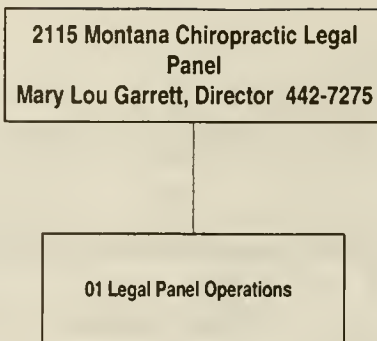 2115 Montana Chiropractic Legal
Panel
Mary Lou Garrett, Director 442-7275
01 Legal Panel Operations